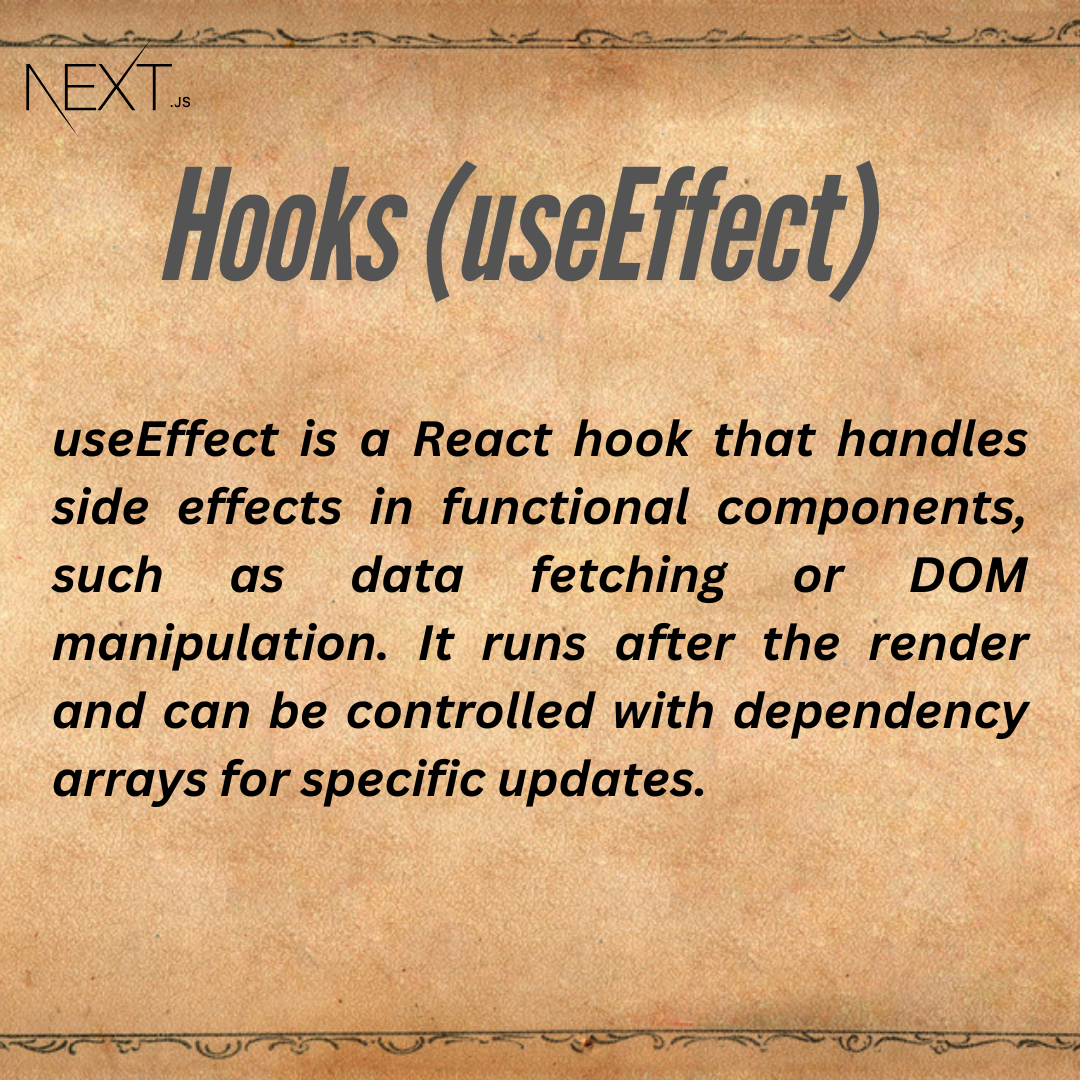 NEXT.JS
Hooks (useEffect)
useEffect is a React hook that handles
side effects in functional components,
such as data fetching or DOM
manipulation. It runs after the render
and can be controlled with dependency
arrays for specific updates.